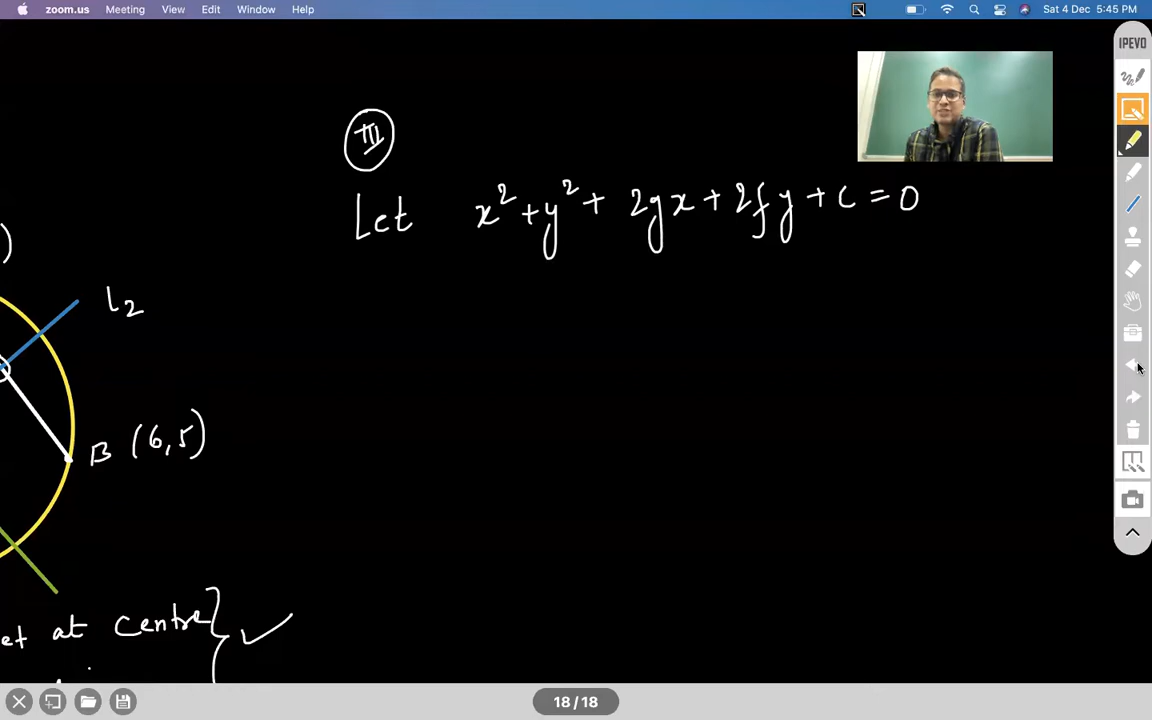 zoom.us Meeting View Edit Window Help Sat 4 Dec 5:45 PM
IPEVO
III
Let x² + y² + 2gx + 2fy + c = 0
)
L2
B (6,5)
et at centre} ✓
18/18